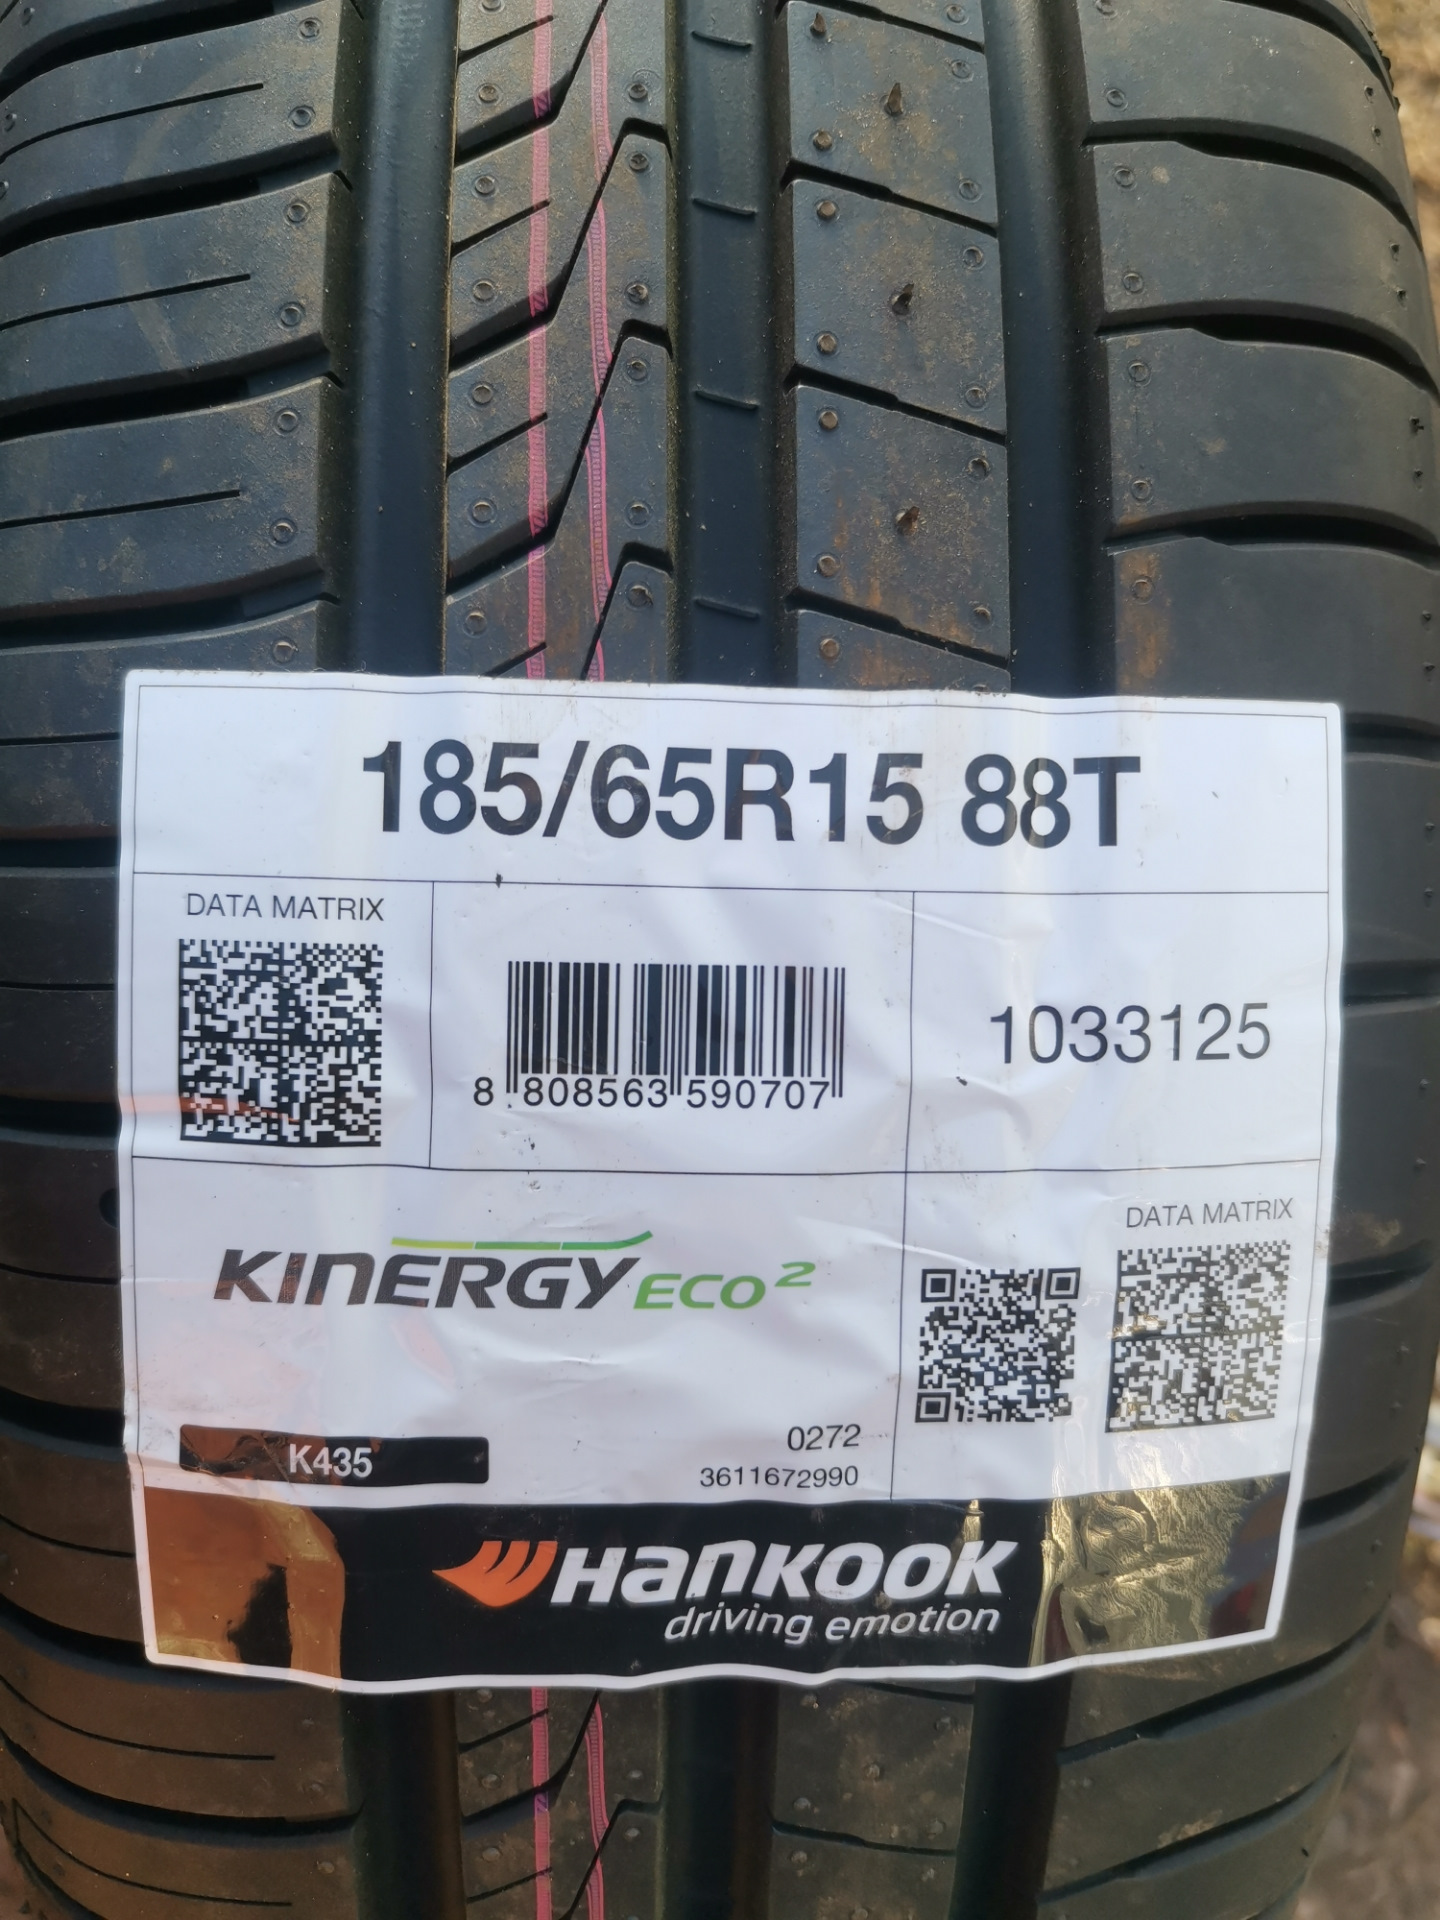 185/65R15 88T
DATA MATRIX
8 808563 590707
1033125
KINERGY ECO2
DATA MATRIX
K435
0272
3611672990
HANKOOK
driving emotion